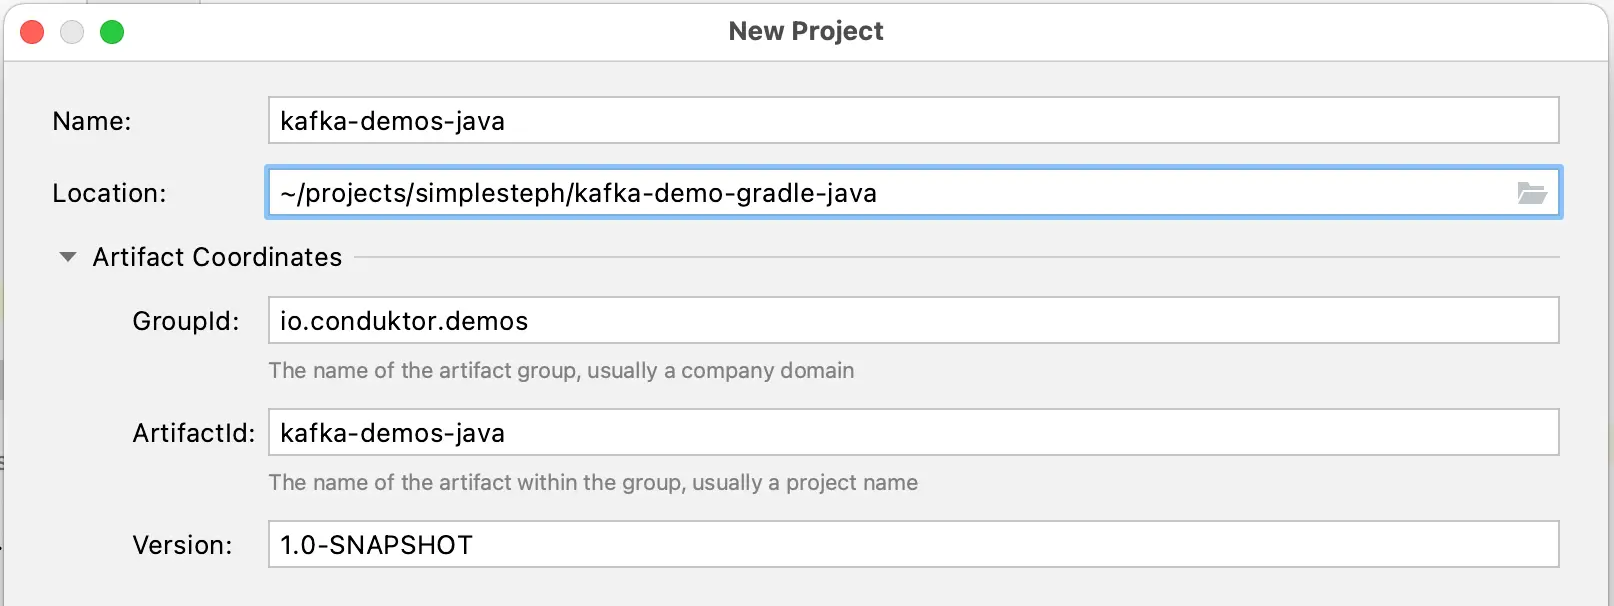 New Project
Name: kafka-demos-java
Location: ~/projects/simplesteph/kafka-demo-gradle-java
Artifact Coordinates
GroupId: io.conduktor.demos
The name of the artifact group, usually a company domain
ArtifactId: kafka-demos-java
The name of the artifact within the group, usually a project name
Version: 1.0-SNAPSHOT